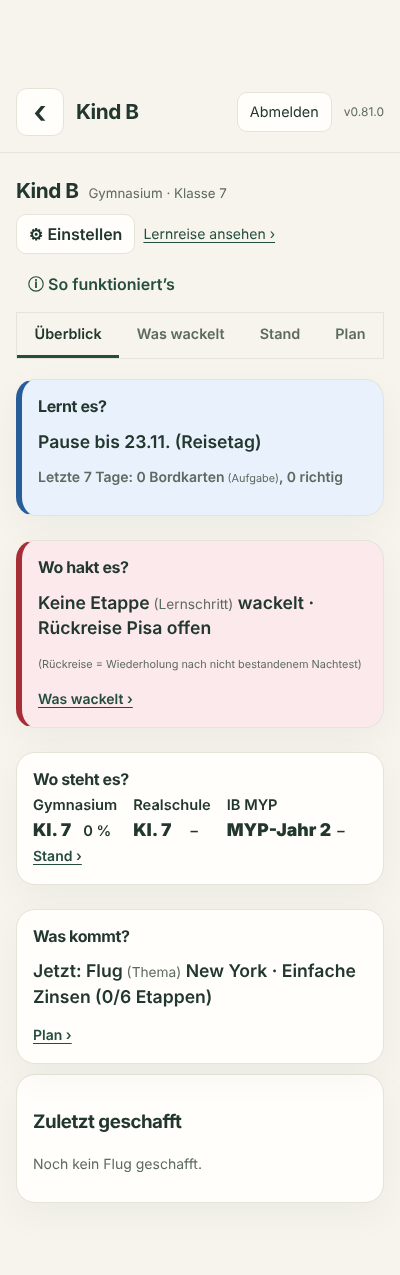 ‹ Kind B Abmelden v0.81.0
Kind B Gymnasium · Klasse 7
⚙ Einstellen Lernreise ansehen ›
ⓘ So funktioniert’s
Überblick Was wackelt Stand Plan
Lernt es?
Pause bis 23.11. (Reisetag)
Letzte 7 Tage: 0 Bordkarten (Aufgabe), 0 richtig
Wo hakt es?
Keine Etappe (Lernschritt) wackelt ·
Rückreise Pisa offen
(Rückreise = Wiederholung nach nicht bestandenem Nachtest)
Was wackelt ›
Wo steht es?
Gymnasium Realschule IB MYP
Kl. 7 0 % Kl. 7 – MYP-Jahr 2 –
Stand ›
Was kommt?
Jetzt: Flug (Thema) New York · Einfache
Zinsen (0/6 Etappen)
Plan ›
Zuletzt geschafft
Noch kein Flug geschafft.